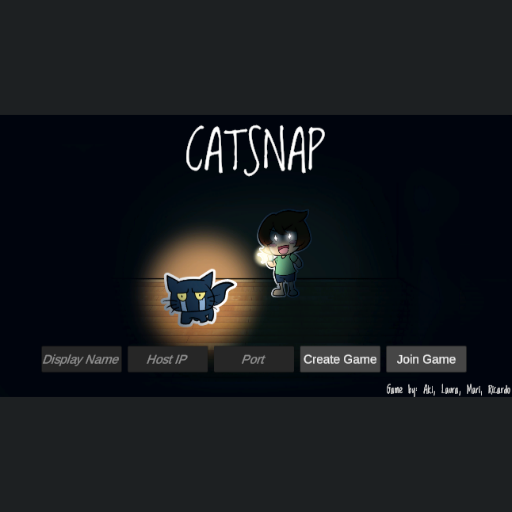 CATSNAP
Display Name
Host IP
Port
Create Game
Join Game
Game by: Aki, Laura, Mari, Ricardo